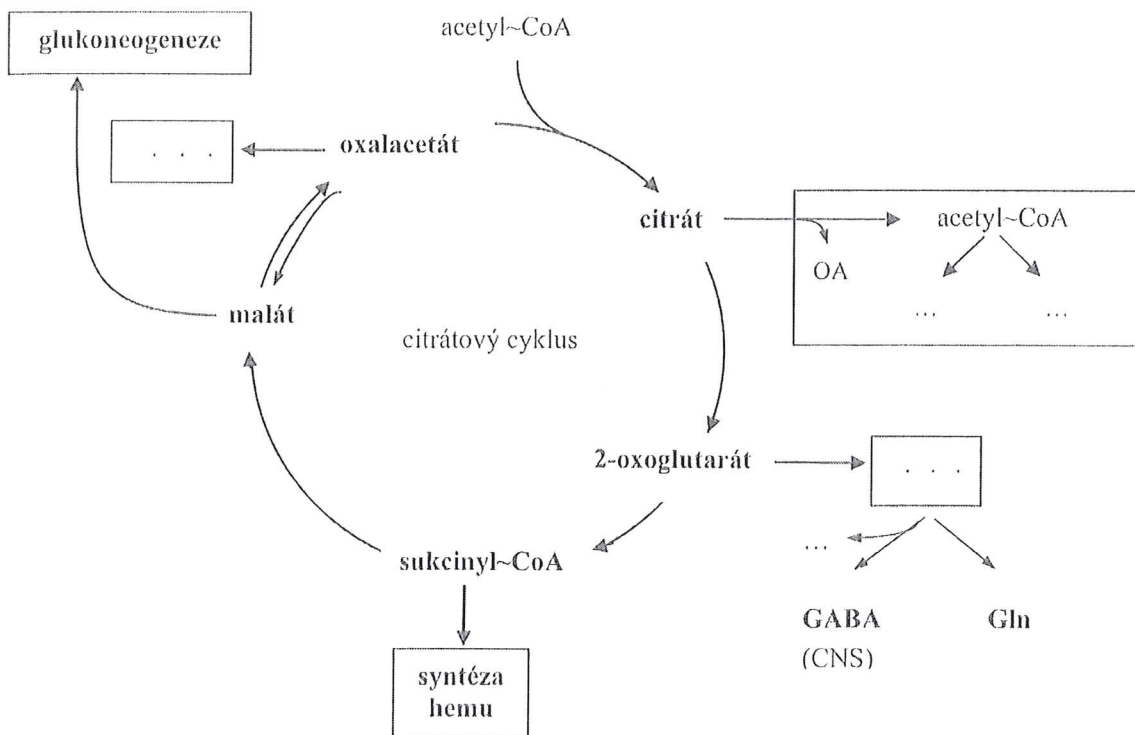 acetyl~CoA
glukoneogeneze
. . .
oxalacetát
citrát
acetyl~CoA
OA
...
...
malát
citrátový cyklus
2-oxoglutarát
. . .
...
sukcinyl~CoA
GABA
(CNS)
Gln
syntéza
hemu